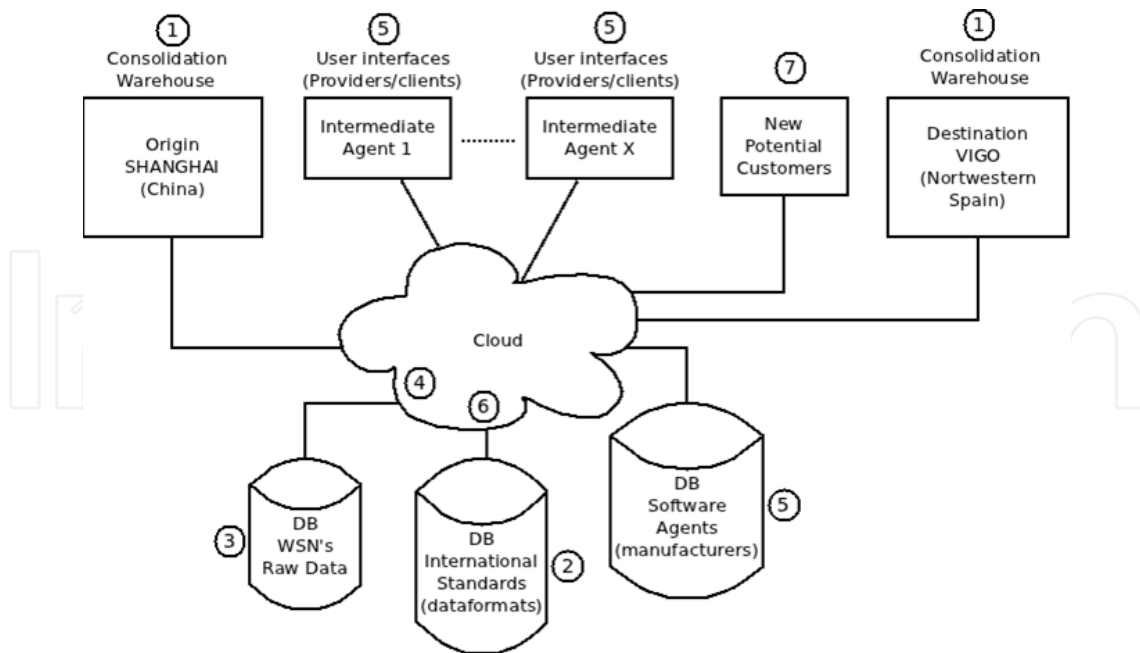 1
Consolidation
Warehouse
Origin
SHANGHAI
(China)
5
User interfaces
(Providers/clients)
Intermediate
Agent 1
5
User interfaces
(Providers/clients)
Intermediate
Agent X
7
New
Potential
Customers
1
Consolidation
Warehouse
Destination
VIGO
(Nortwestern
Spain)
Cloud
4
6
3
DB
WSN's
Raw Data
DB
International
Standards
(dataformats)
2
DB
Software
Agents
(manufacturers)
5